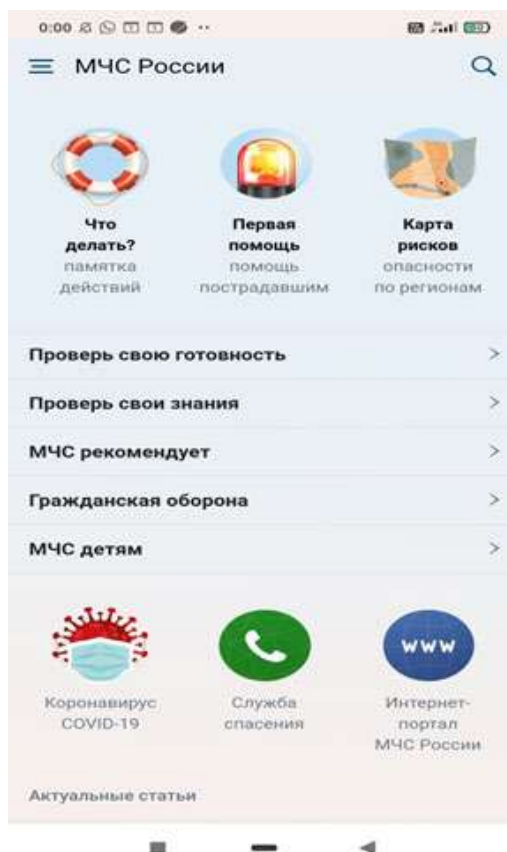 0:00
МЧС России
Что делать?
памятка действий
Первая помощь
помощь пострадавшим
Карта рисков
опасности по регионам
Проверь свою готовность
Проверь свои знания
МЧС рекомендует
Гражданская оборона
МЧС детям
Коронавирус COVID-19
Служба спасения
www
Интернет-портал МЧС России
Актуальные статьи